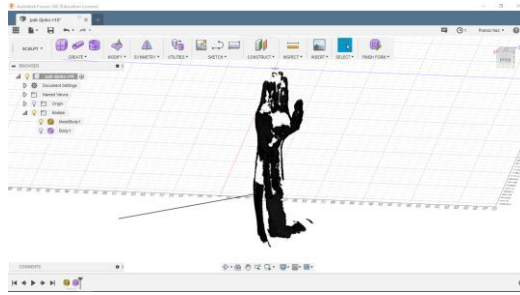 Autodesk Fusion 360 (Education License)
SCULPT
CREATE
MODIFY
SYMMETRY
UTILITIES
SKETCH
CONSTRUCT
INSPECT
INSERT
SELECT
FINISH FORM
BROWSER
Document Settings
Named Views
Origin
Bodies
MeshBody1
Body1
COMMENTS